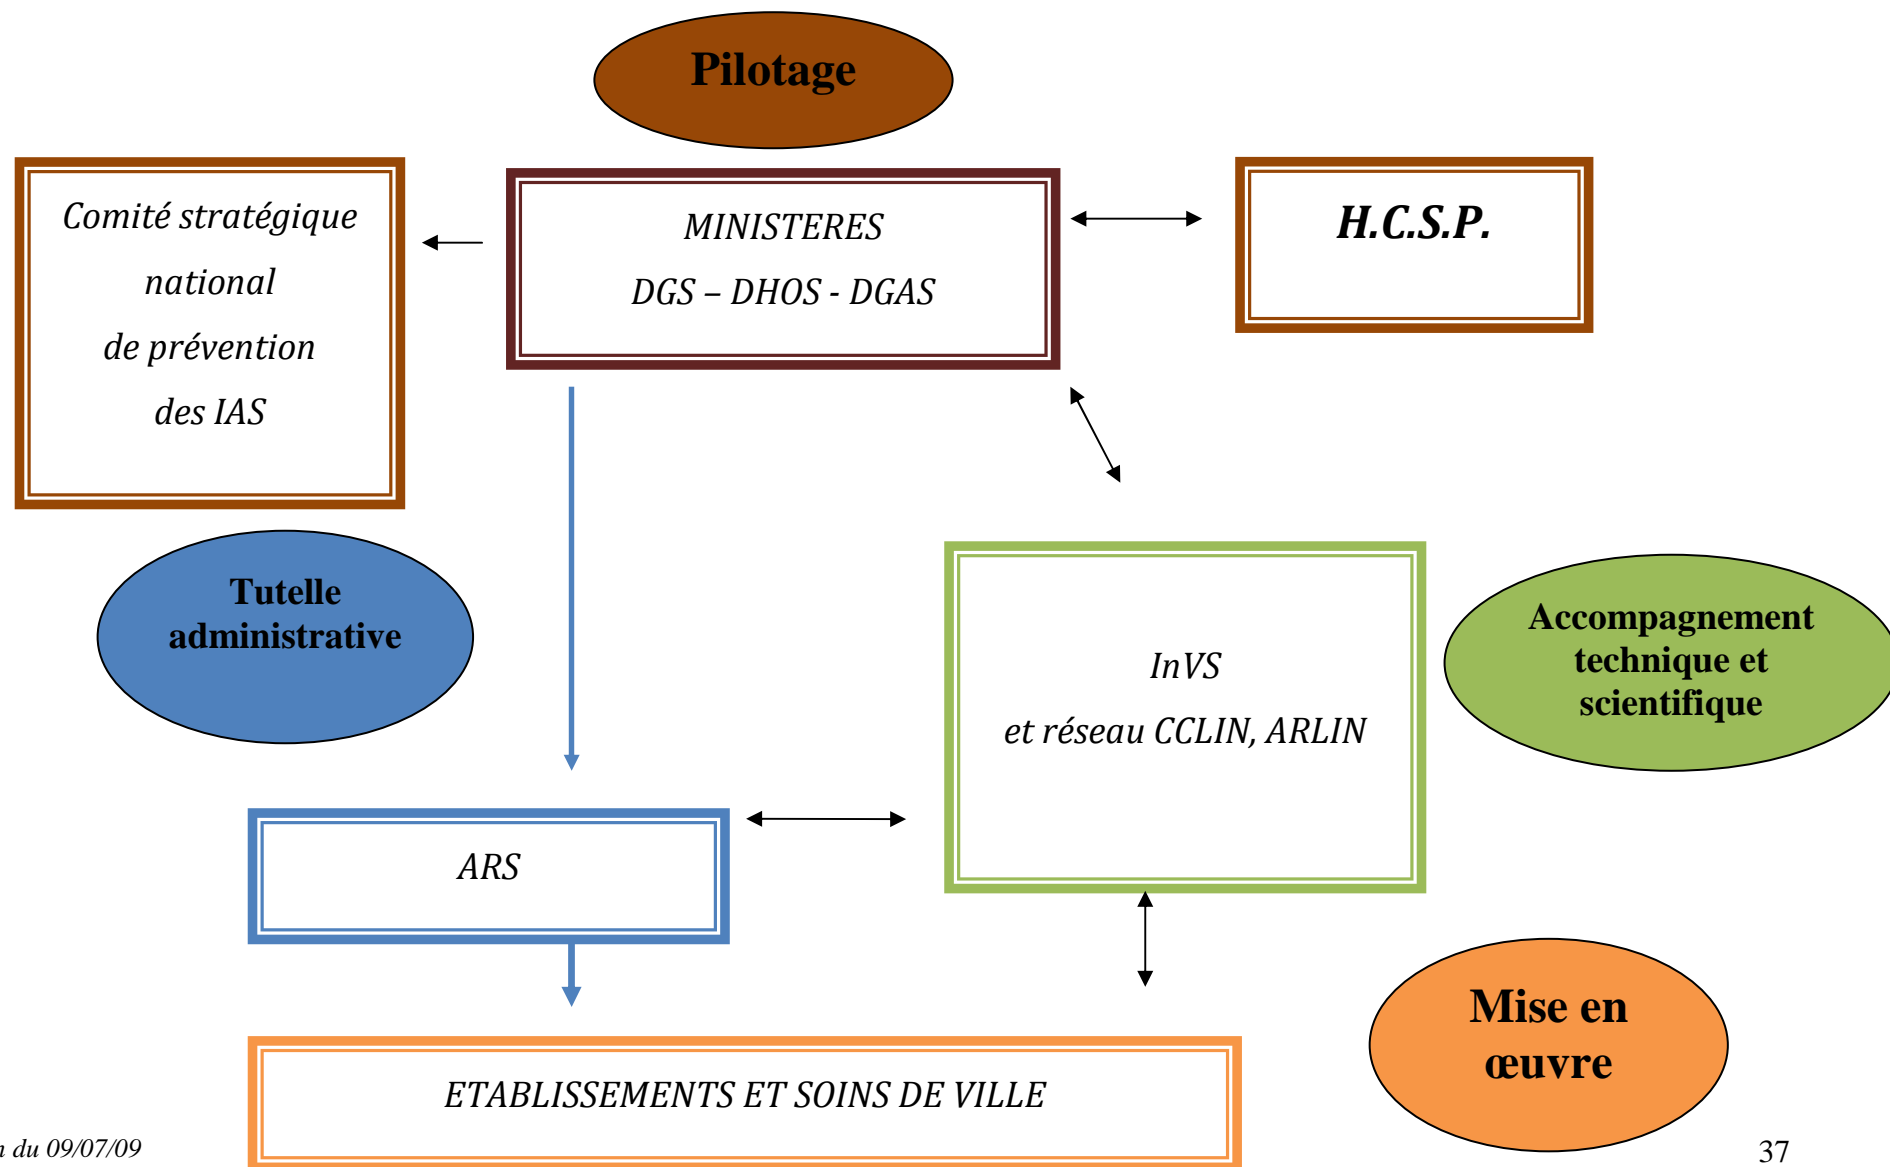 Pilotage
Comité stratégique
national
de prévention
des IAS
MINISTERES
DGS – DHOS - DGAS
H.C.S.P.
Tutelle
administrative
InVS
et réseau CCLIN, ARLIN
Accompagnement
technique et
scientifique
ARS
Mise en
œuvre
ETABLISSEMENTS ET SOINS DE VILLE
du 09/07/09
37